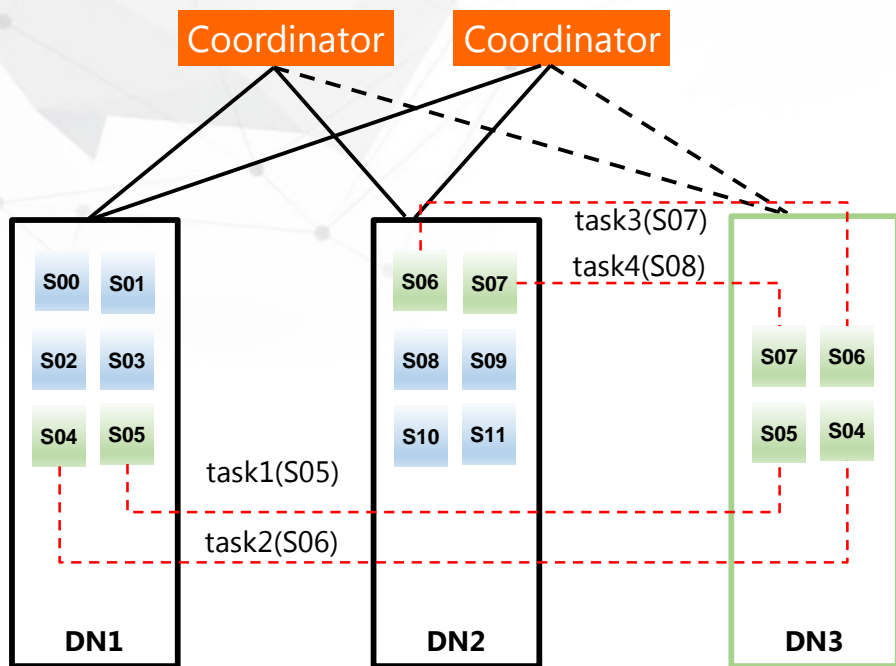 Coordinator Coordinator
task3(S07)
task4(S08)
S00 S01
S02 S03
S04 S05
S06 S07
S08 S09
S10 S11
S07 S06
S05 S04
task1(S05)
task2(S06)
DN1 DN2 DN3